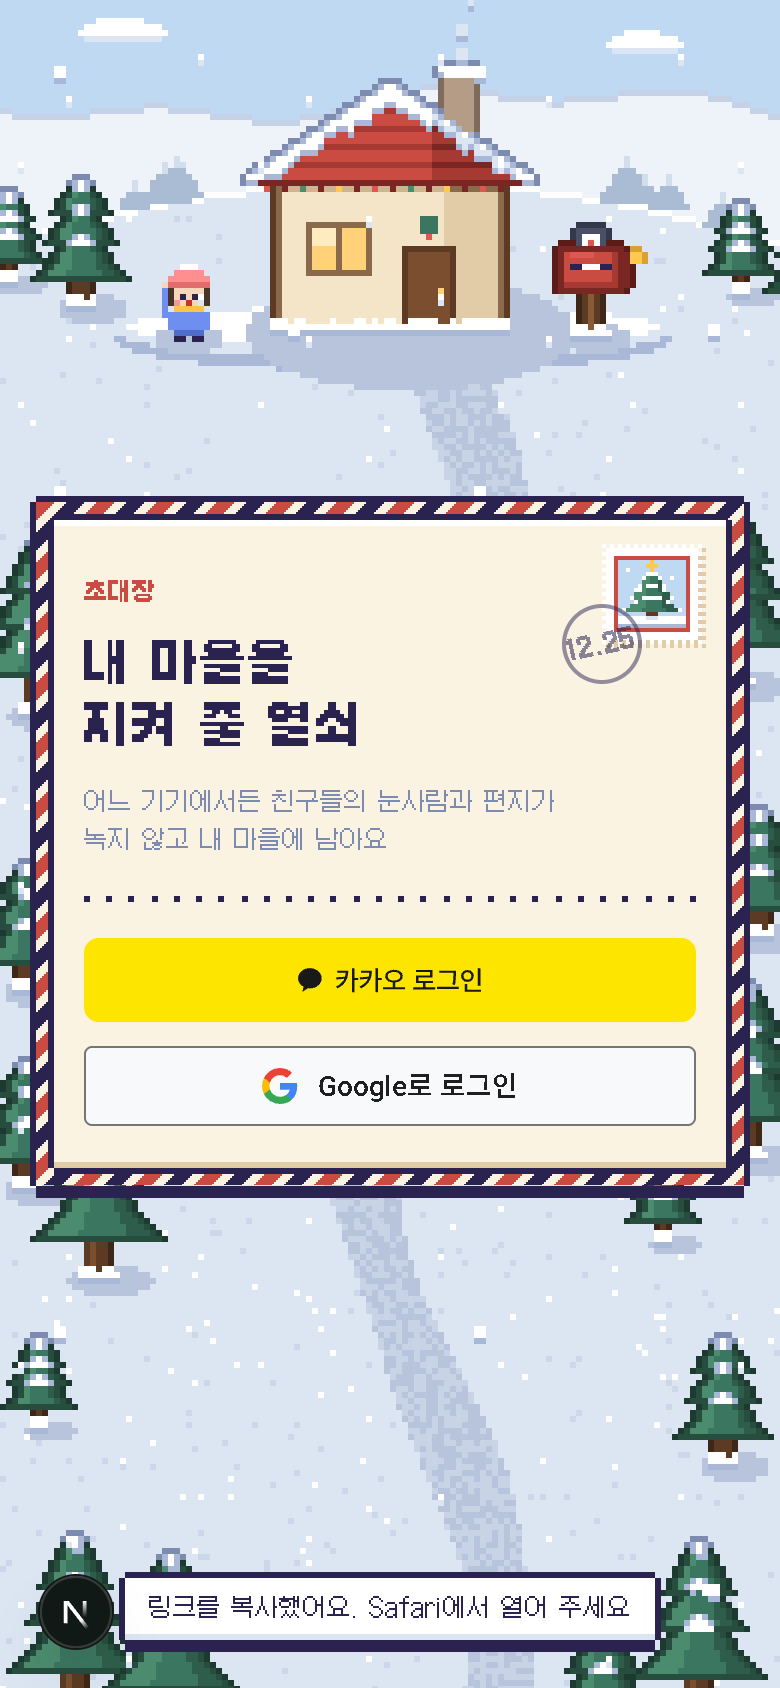 초대장
12.25
내 마을을
지켜 줄 열쇠
어느 기기에서든 친구들의 눈사람과 편지가
녹지 않고 내 마을에 남아요
카카오 로그인
Google로 로그인
N
링크를 복사했어요. Safari에서 열어 주세요